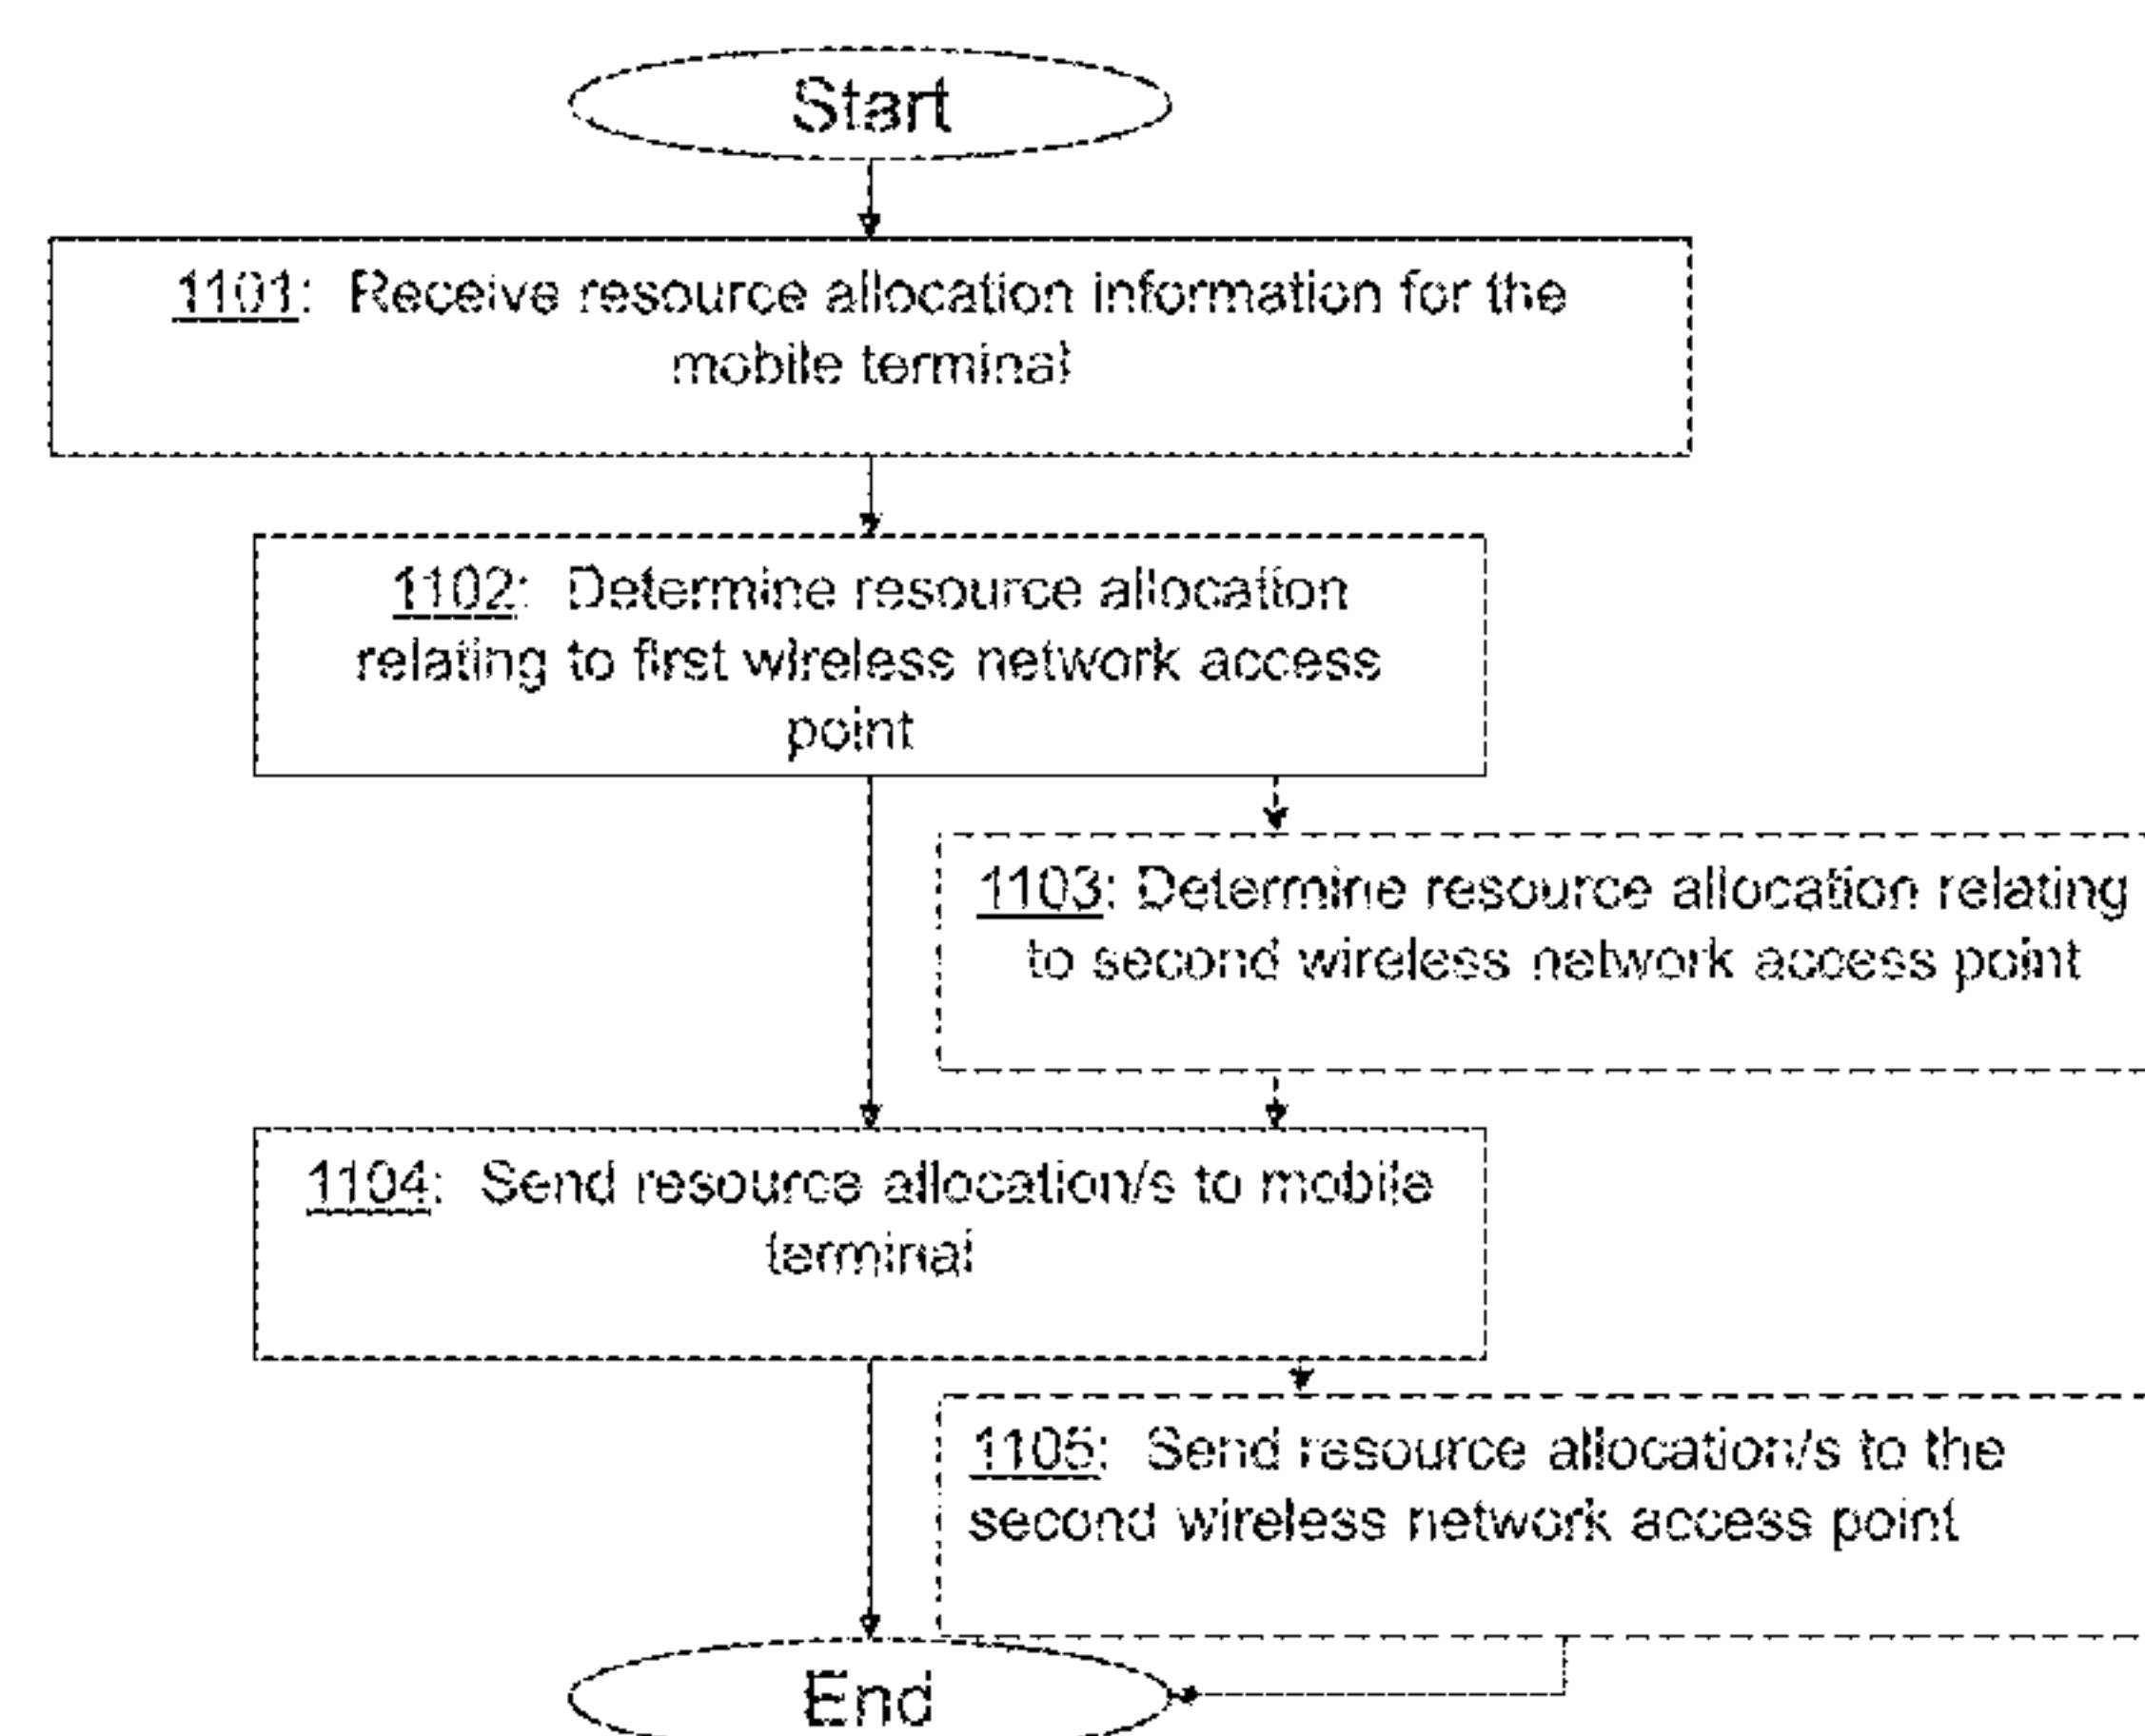 Start
1101: Receive resource allocation information for the
mobile terminal
1102: Determine resource allocation
relating to first wireless network access
point
1103: Determine resource allocation relating
to second wireless network access point
1104: Send resource allocation/s to mobile
terminal
1105: Send resource allocation/s to the
second wireless network access point
End